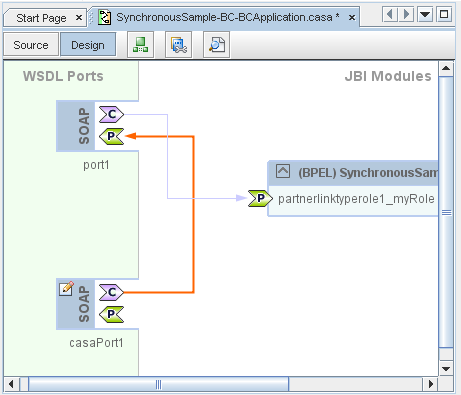 Start Page
SynchronousSample-BC-BCApplication.casa *
Source
Design
WSDL Ports
JBI Modules
SOAP
C
P
port1
(BPEL) SynchronousSam
P
partnerlinktyperole1_myRole
SOAP
C
P
casaPort1